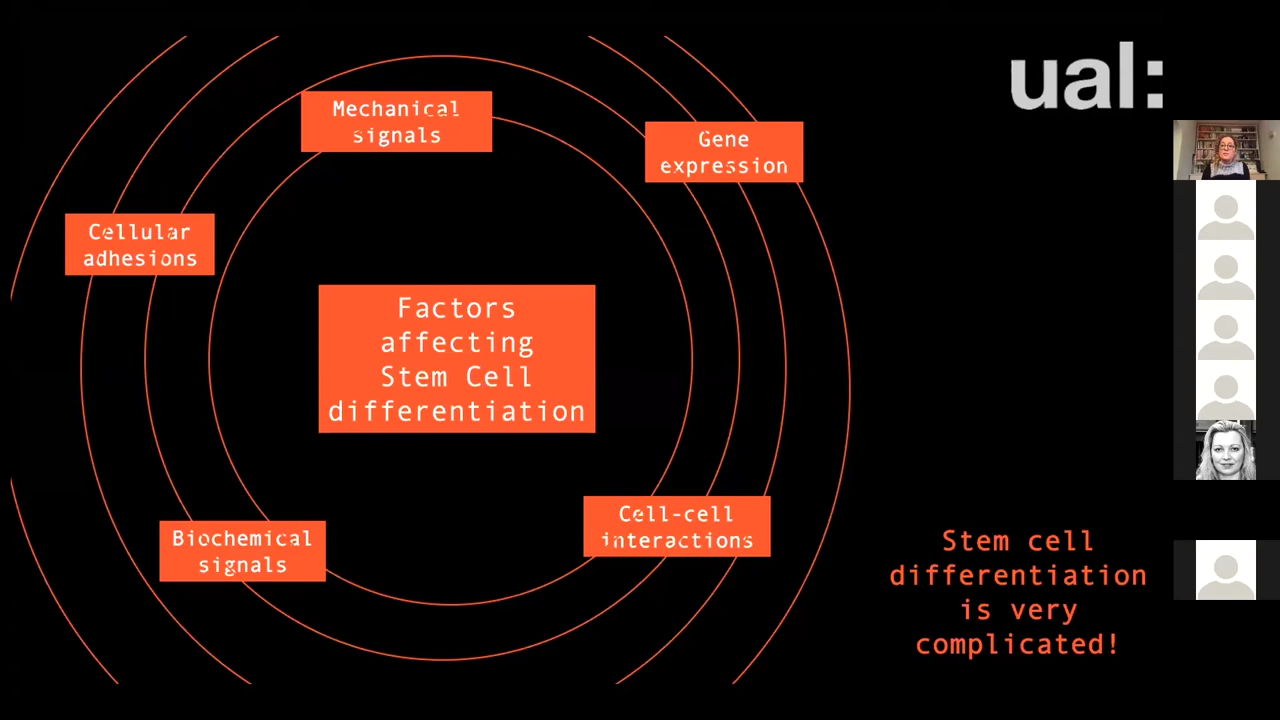 ual:
Mechanical
signals
Gene
expression
Cellular
adhesions
Factors
affecting
Stem Cell
differentiation
Cell-cell
interactions
Biochemical
signals
Stem cell
differentiation
is very
complicated!